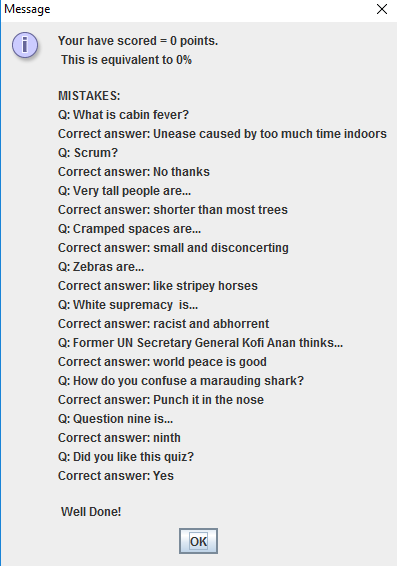 Message
Your have scored = 0 points.
This is equivalent to 0%
MISTAKES:
Q: What is cabin fever?
Correct answer: Unease caused by too much time indoors
Q: Scrum?
Correct answer: No thanks
Q: Very tall people are...
Correct answer: shorter than most trees
Q: Cramped spaces are...
Correct answer: small and disconcerting
Q: Zebras are...
Correct answer: like stripey horses
Q: White supremacy is...
Correct answer: racist and abhorrent
Q: Former UN Secretary General Kofi Anan thinks...
Correct answer: world peace is good
Q: How do you confuse a marauding shark?
Correct answer: Punch it in the nose
Q: Question nine is...
Correct answer: ninth
Q: Did you like this quiz?
Correct answer: Yes
Well Done!
OK